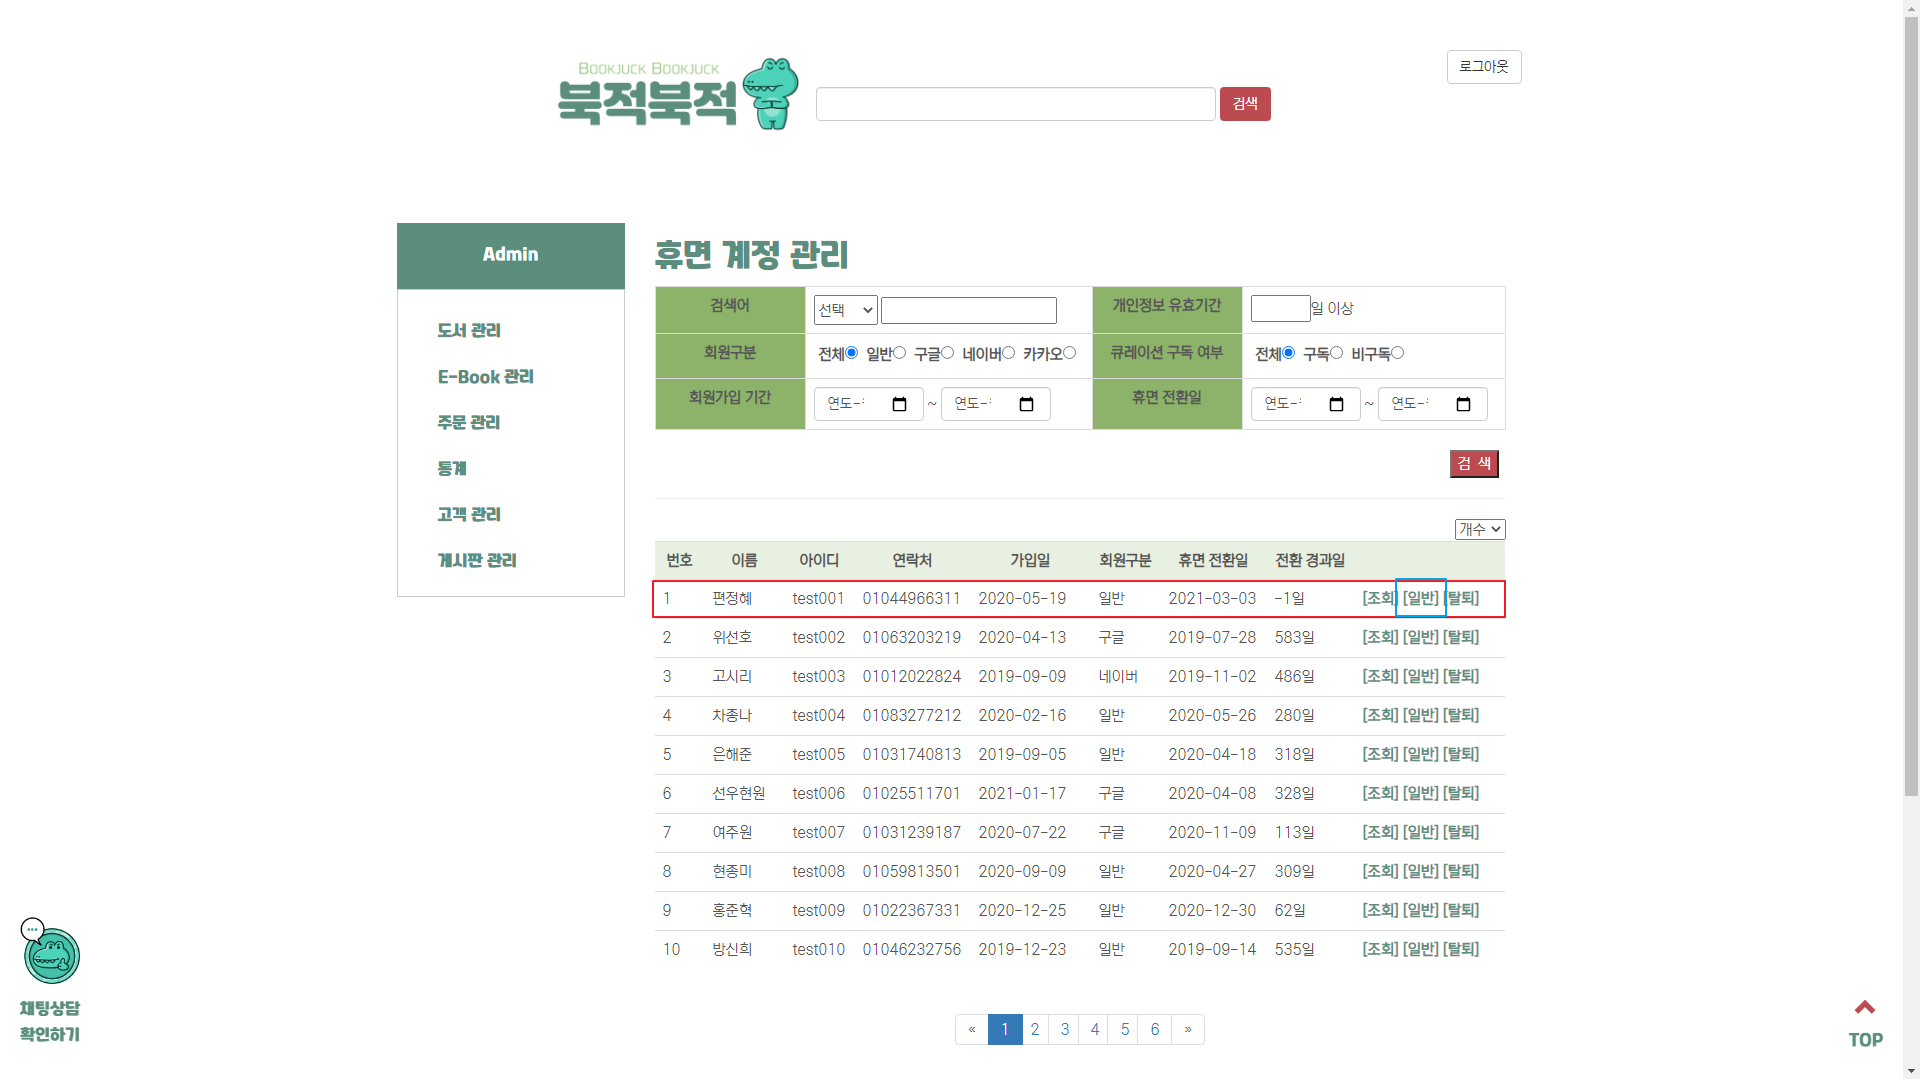 로그아웃
BOOKJUCK BOOKJUCK
북적북적
검색
Admin
도서 관리
E-Book 관리
주문 관리
통계
고객 관리
게시판 관리
휴면 계정 관리
검색어 선택 개인정보 유효기간 일 이상
회원구분 전체 일반 구글 네이버 카카오 큐레이션 구독 여부 전체 구독 비구독
회원가입 기간 연도- ~ 연도- 휴면 전환일 연도- ~ 연도-
검 색
개수
번호 이름 아이디 연락처 가입일 회원구분 휴면 전환일 전환 경과일
1 편정혜 test001 01044966311 2020-05-19 일반 2021-03-03 -1일 [조회] [일반] [탈퇴]
2 위선호 test002 01063203219 2020-04-13 구글 2019-07-28 583일 [조회] [일반] [탈퇴]
3 고시리 test003 01012022824 2019-09-09 네이버 2019-11-02 486일 [조회] [일반] [탈퇴]
4 차종나 test004 01083277212 2020-02-16 일반 2020-05-26 280일 [조회] [일반] [탈퇴]
5 은해준 test005 01031740813 2019-09-05 일반 2020-04-18 318일 [조회] [일반] [탈퇴]
6 선우현원 test006 01025511701 2021-01-17 구글 2020-04-08 328일 [조회] [일반] [탈퇴]
7 여주원 test007 01031239187 2020-07-22 구글 2020-11-09 113일 [조회] [일반] [탈퇴]
8 현종미 test008 01059813501 2020-09-09 일반 2020-04-27 309일 [조회] [일반] [탈퇴]
9 홍준혁 test009 01022367331 2020-12-25 일반 2020-12-30 62일 [조회] [일반] [탈퇴]
10 방신희 test010 01046232756 2019-12-23 일반 2019-09-14 535일 [조회] [일반] [탈퇴]
« 1 2 3 4 5 6 »
채팅상담
확인하기
TOP